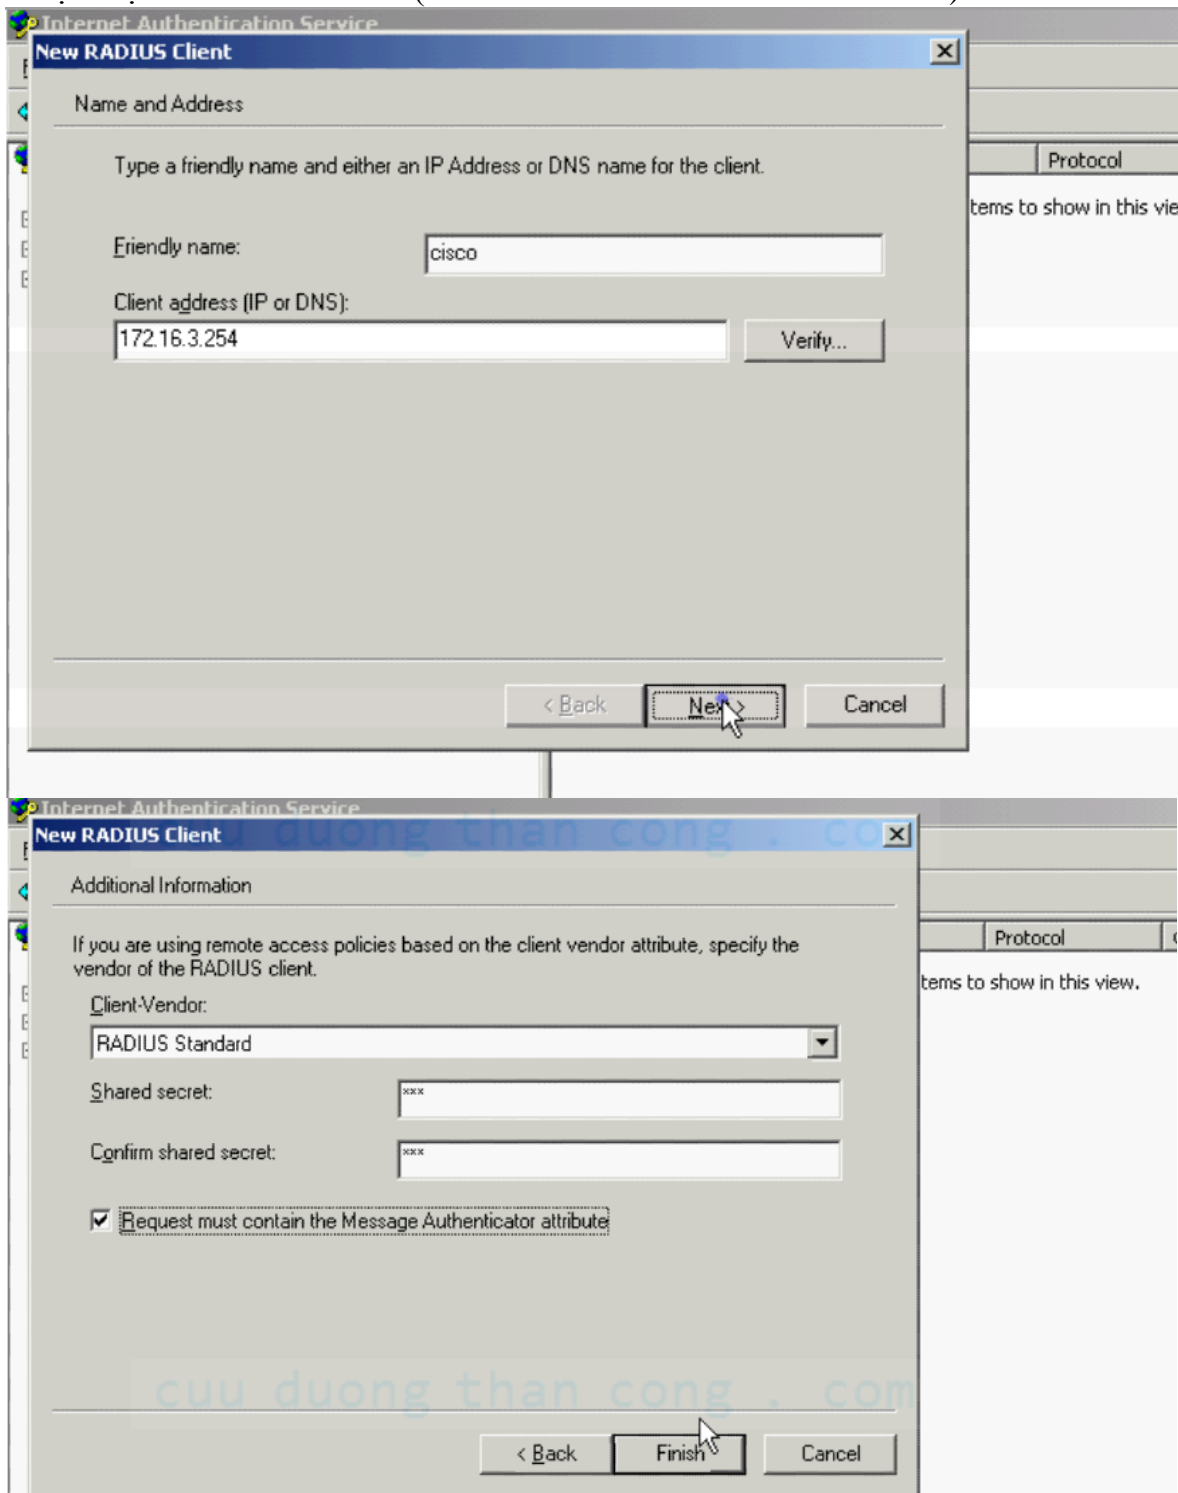 Internet Authentication Service
New RADIUS Client
Name and Address
Type a friendly name and either an IP Address or DNS name for the client.
Protocol
tems to show in this vie
Friendly name:
cisco
Client address (IP or DNS):
172.16.3.254
Verify...
< Back
Next >
Cancel
Internet Authentication Service
cuu duong than cong . com
New RADIUS Client
Additional Information
If you are using remote access policies based on the client vendor attribute, specify the
vendor of the RADIUS client.
Protocol
tems to show in this view.
Client-Vendor:
RADIUS Standard
Shared secret:
xxx
Confirm shared secret:
xxx
Request must contain the Message Authenticator attribute
cuu duong than cong . com
< Back
Finish
Cancel